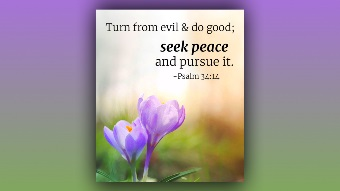 Turn from evil & do good;
seek peace
and pursue it.
~Psalm 34:14